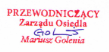 PRZEWODNICZĄCY
Zarządu Osiedla
Mariusz Golenia